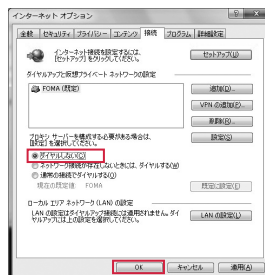 インターネット オプション
全般 セキュリティ プライバシー コンテンツ 接続 プログラム 詳細設定
インターネット接続を設定するには、
[セットアップ] をクリックしてください。
セットアップ(U)
ダイヤルアップと仮想プライベート ネットワークの設定
FOMA (既定)
追加(D)...
VPN の追加(P)...
削除(R)...
プロキシ サーバーを構成する必要がある場合は、
[設定] を選択してください。
設定(S)
ダイヤルしない(C)
ネットワーク接続が存在しないときには、ダイヤルする(W)
通常の接続でダイヤルする(O)
現在の既定値: FOMA
既定に設定(E)
ローカル エリア ネットワーク (LAN) の設定
LAN の設定はダイヤルアップ接続には適用されません。ダイ
ヤルアップには上の設定を選択してください。
LAN の設定(L)
OK キャンセル 適用(A)